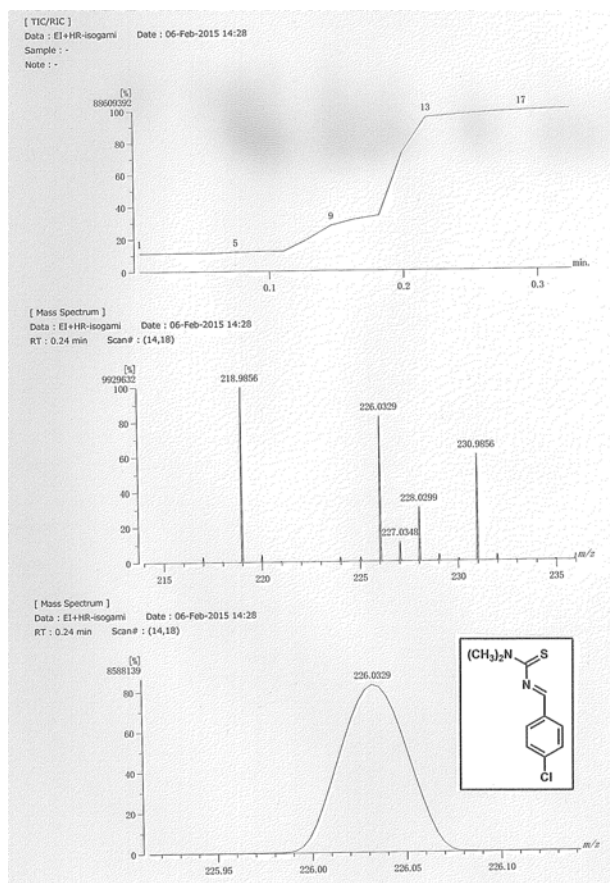 [ TIC/RIC ]
Data : EI+HR-isogami Date : 06-Feb-2015 14:28
Sample : -
Note : -
[%]
88609392
100
80
60
40
20
0
1
5
9
13
17
min.
0.1
0.2
0.3
[ Mass Spectrum ]
Data : EI+HR-isogami Date : 06-Feb-2015 14:28
RT : 0.24 min Scan# : (14,18)
[%]
9929632
100
80
60
40
20
0
218.9856
226.0329
227.0348
228.0299
230.9856
m/z
215
220
225
230
235
[ Mass Spectrum ]
Data : EI+HR-isogami Date : 06-Feb-2015 14:28
RT : 0.24 min Scan# : (14,18)
[%]
8588139
80
60
40
20
0
226.0329
m/z
225.95
226.00
226.05
226.10
(CH₃)₂N
S
N
Cl